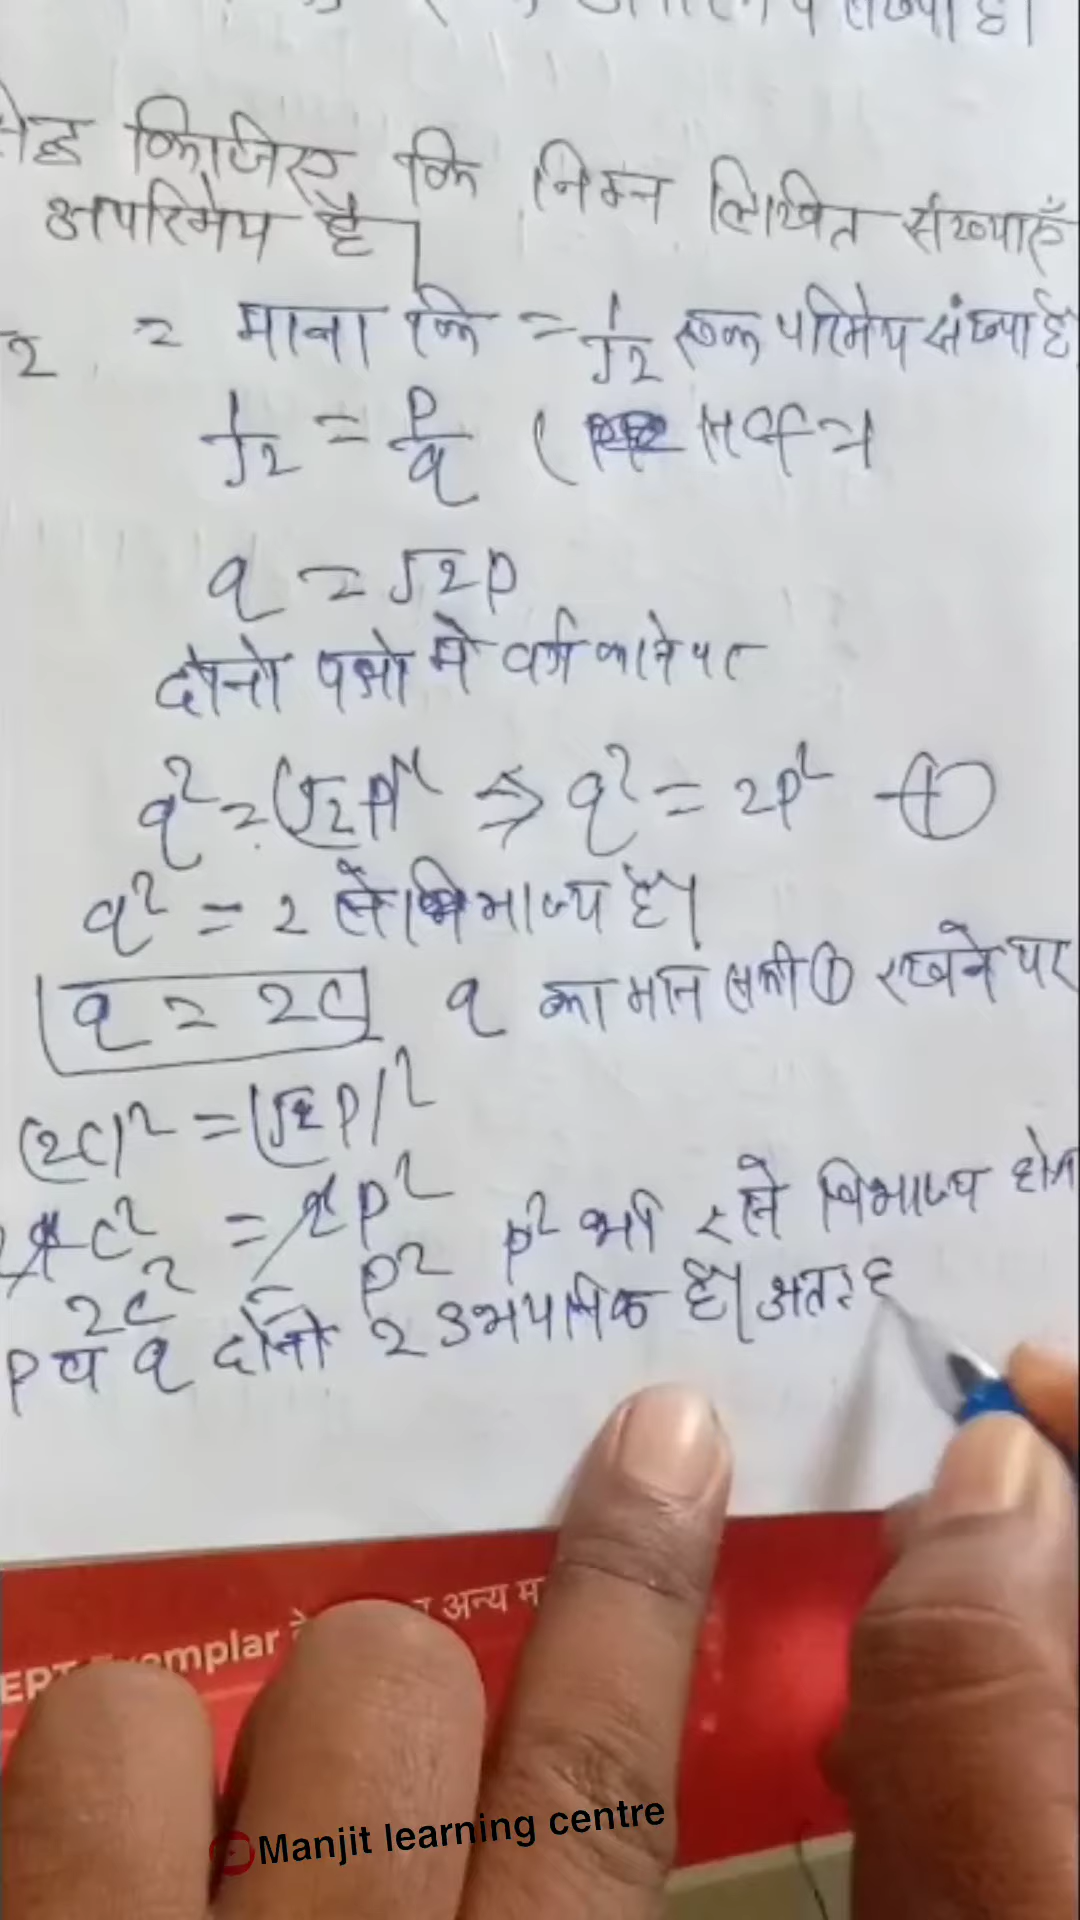 किजिए कि निम्न लिखित संख्याएँ
अपरिमेय है।
2 = माना कि = 1/√2 एक परिमेय संख्या है
1/√2 = p/q (
q = √2p
दोनो पक्षो मे वर्ग करने पर
q² = (√2p)² ⇒ q² = 2p² -①
q² = 2 से विभाज्य है।
q = 2c q का मान समी① रखने पर
(2c)² = (√2p)²
4c² = 2p² p² भी 2 से विभाज्य होगा
2c² = p²
p व q दोनो 2 उभयनिष्ठ है। अतः
अन्य म
Manjit learning centre